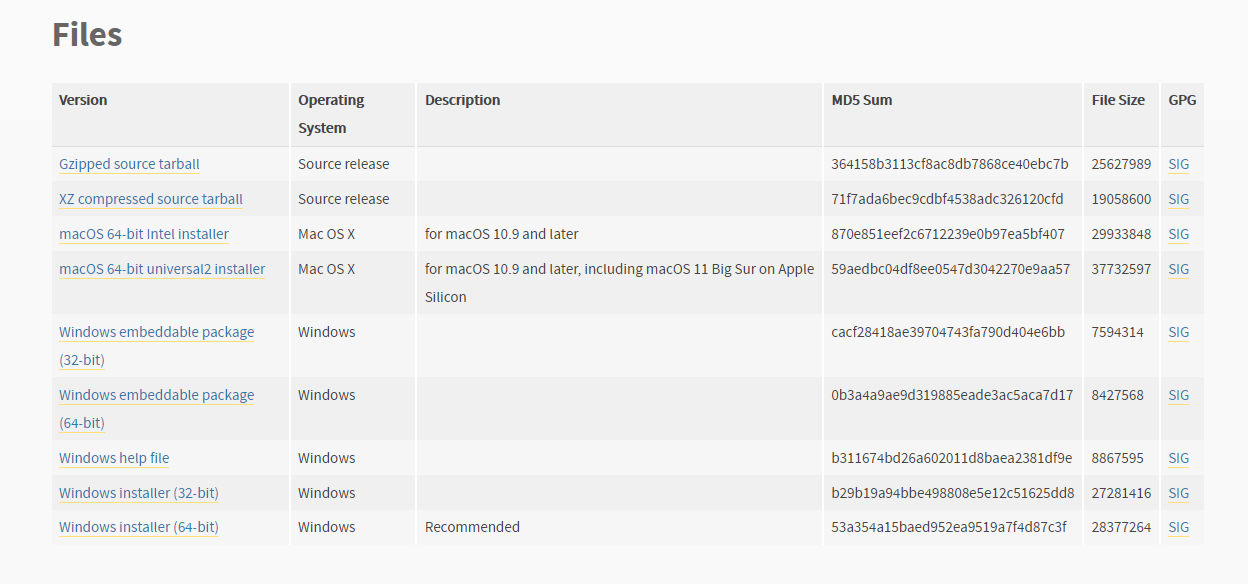 Files
Version Operating System Description MD5 Sum File Size GPG
Gzipped source tarball Source release 364158b3113cf8ac8db7868ce40ebc7b 25627989 SIG
XZ compressed source tarball Source release 71f7ada6bec9cdbf4538adc326120cfd 19058600 SIG
macOS 64-bit Intel installer Mac OS X for macOS 10.9 and later 870e851eef2c6712239e0b97ea5bf407 29933848 SIG
macOS 64-bit universal2 installer Mac OS X for macOS 10.9 and later, including macOS 11 Big Sur on Apple Silicon 59aedbc04df8ee0547d3042270e9aa57 37732597 SIG
Windows embeddable package (32-bit) Windows cacf28418ae39704743fa790d404e6bb 7594314 SIG
Windows embeddable package (64-bit) Windows 0b3a4a9ae9d319885eade3ac5aca7d17 8427568 SIG
Windows help file Windows b311674bd26a602011d8baea2381df9e 8867595 SIG
Windows installer (32-bit) Windows b29b19a94bbe498808e5e12c51625dd8 27281416 SIG
Windows installer (64-bit) Windows Recommended 53a354a15baed952ea9519a7f4d87c3f 28377264 SIG